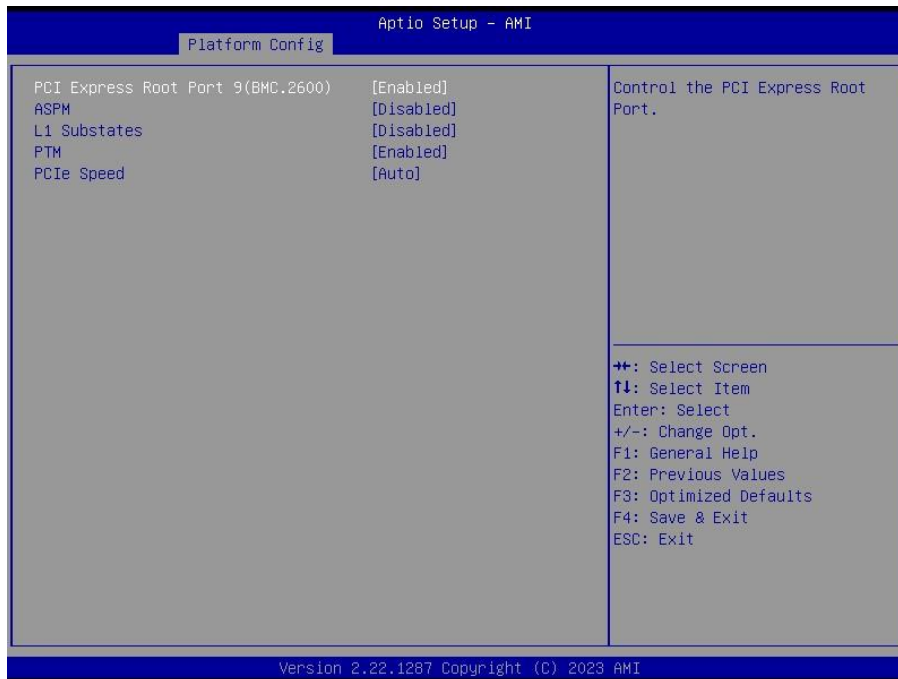 Aptio Setup – AMI
Platform Config
PCI Express Root Port 9(BMC.2600) [Enabled]
ASPM [Disabled]
L1 Substates [Disabled]
PTM [Enabled]
PCIe Speed [Auto]
Control the PCI Express Root
Port.
→←: Select Screen
↑↓: Select Item
Enter: Select
+/-: Change Opt.
F1: General Help
F2: Previous Values
F3: Optimized Defaults
F4: Save & Exit
ESC: Exit
Version 2.22.1287 Copyright (C) 2023 AMI